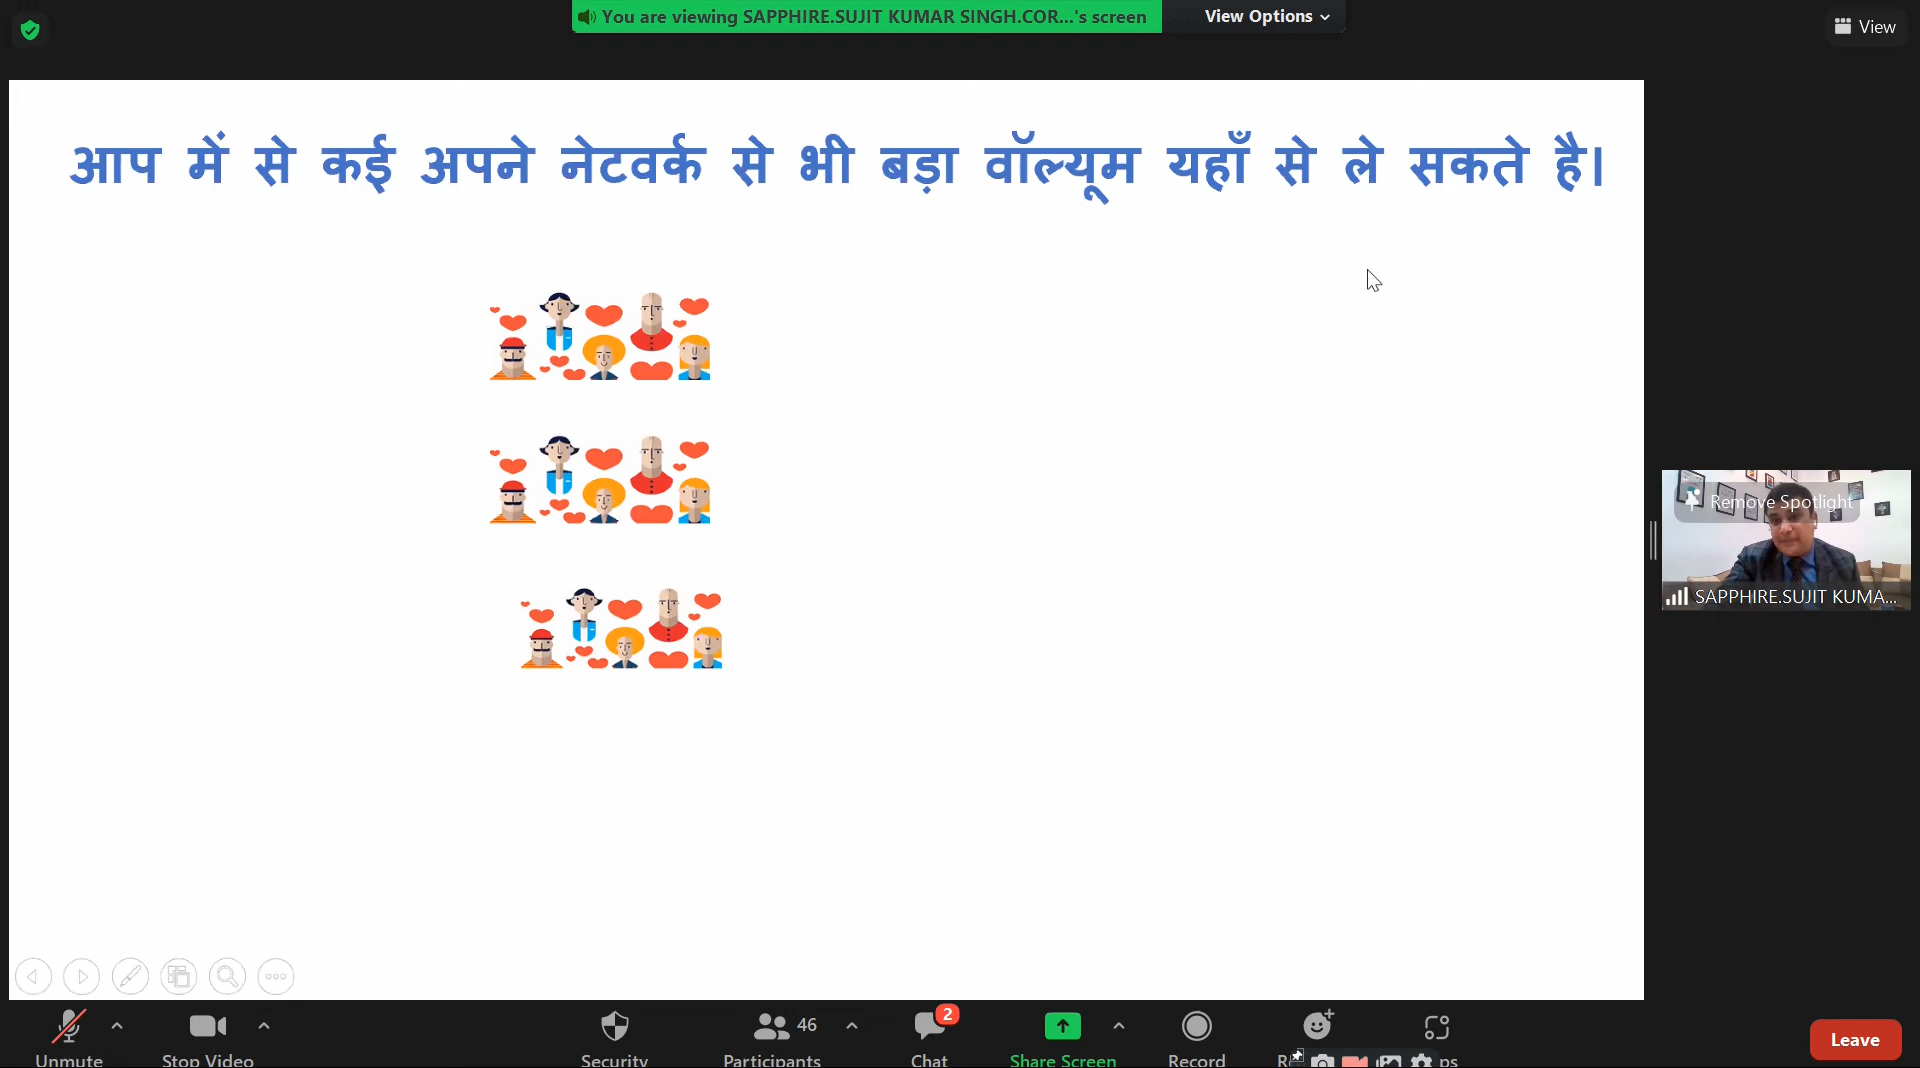 You are viewing SAPPHIRE.SUJIT KUMAR SINGH.COR...'s screen
View Options
View
आप में से कई अपने नेटवर्क से भी बड़ा वॉल्यूम यहाँ से ले सकते है।
Remove Spotlight
SAPPHIRE.SUJIT KUMA...
46
2
Unmute
Stop Video
Security
Participants
Chat
Share Screen
Record
Leave